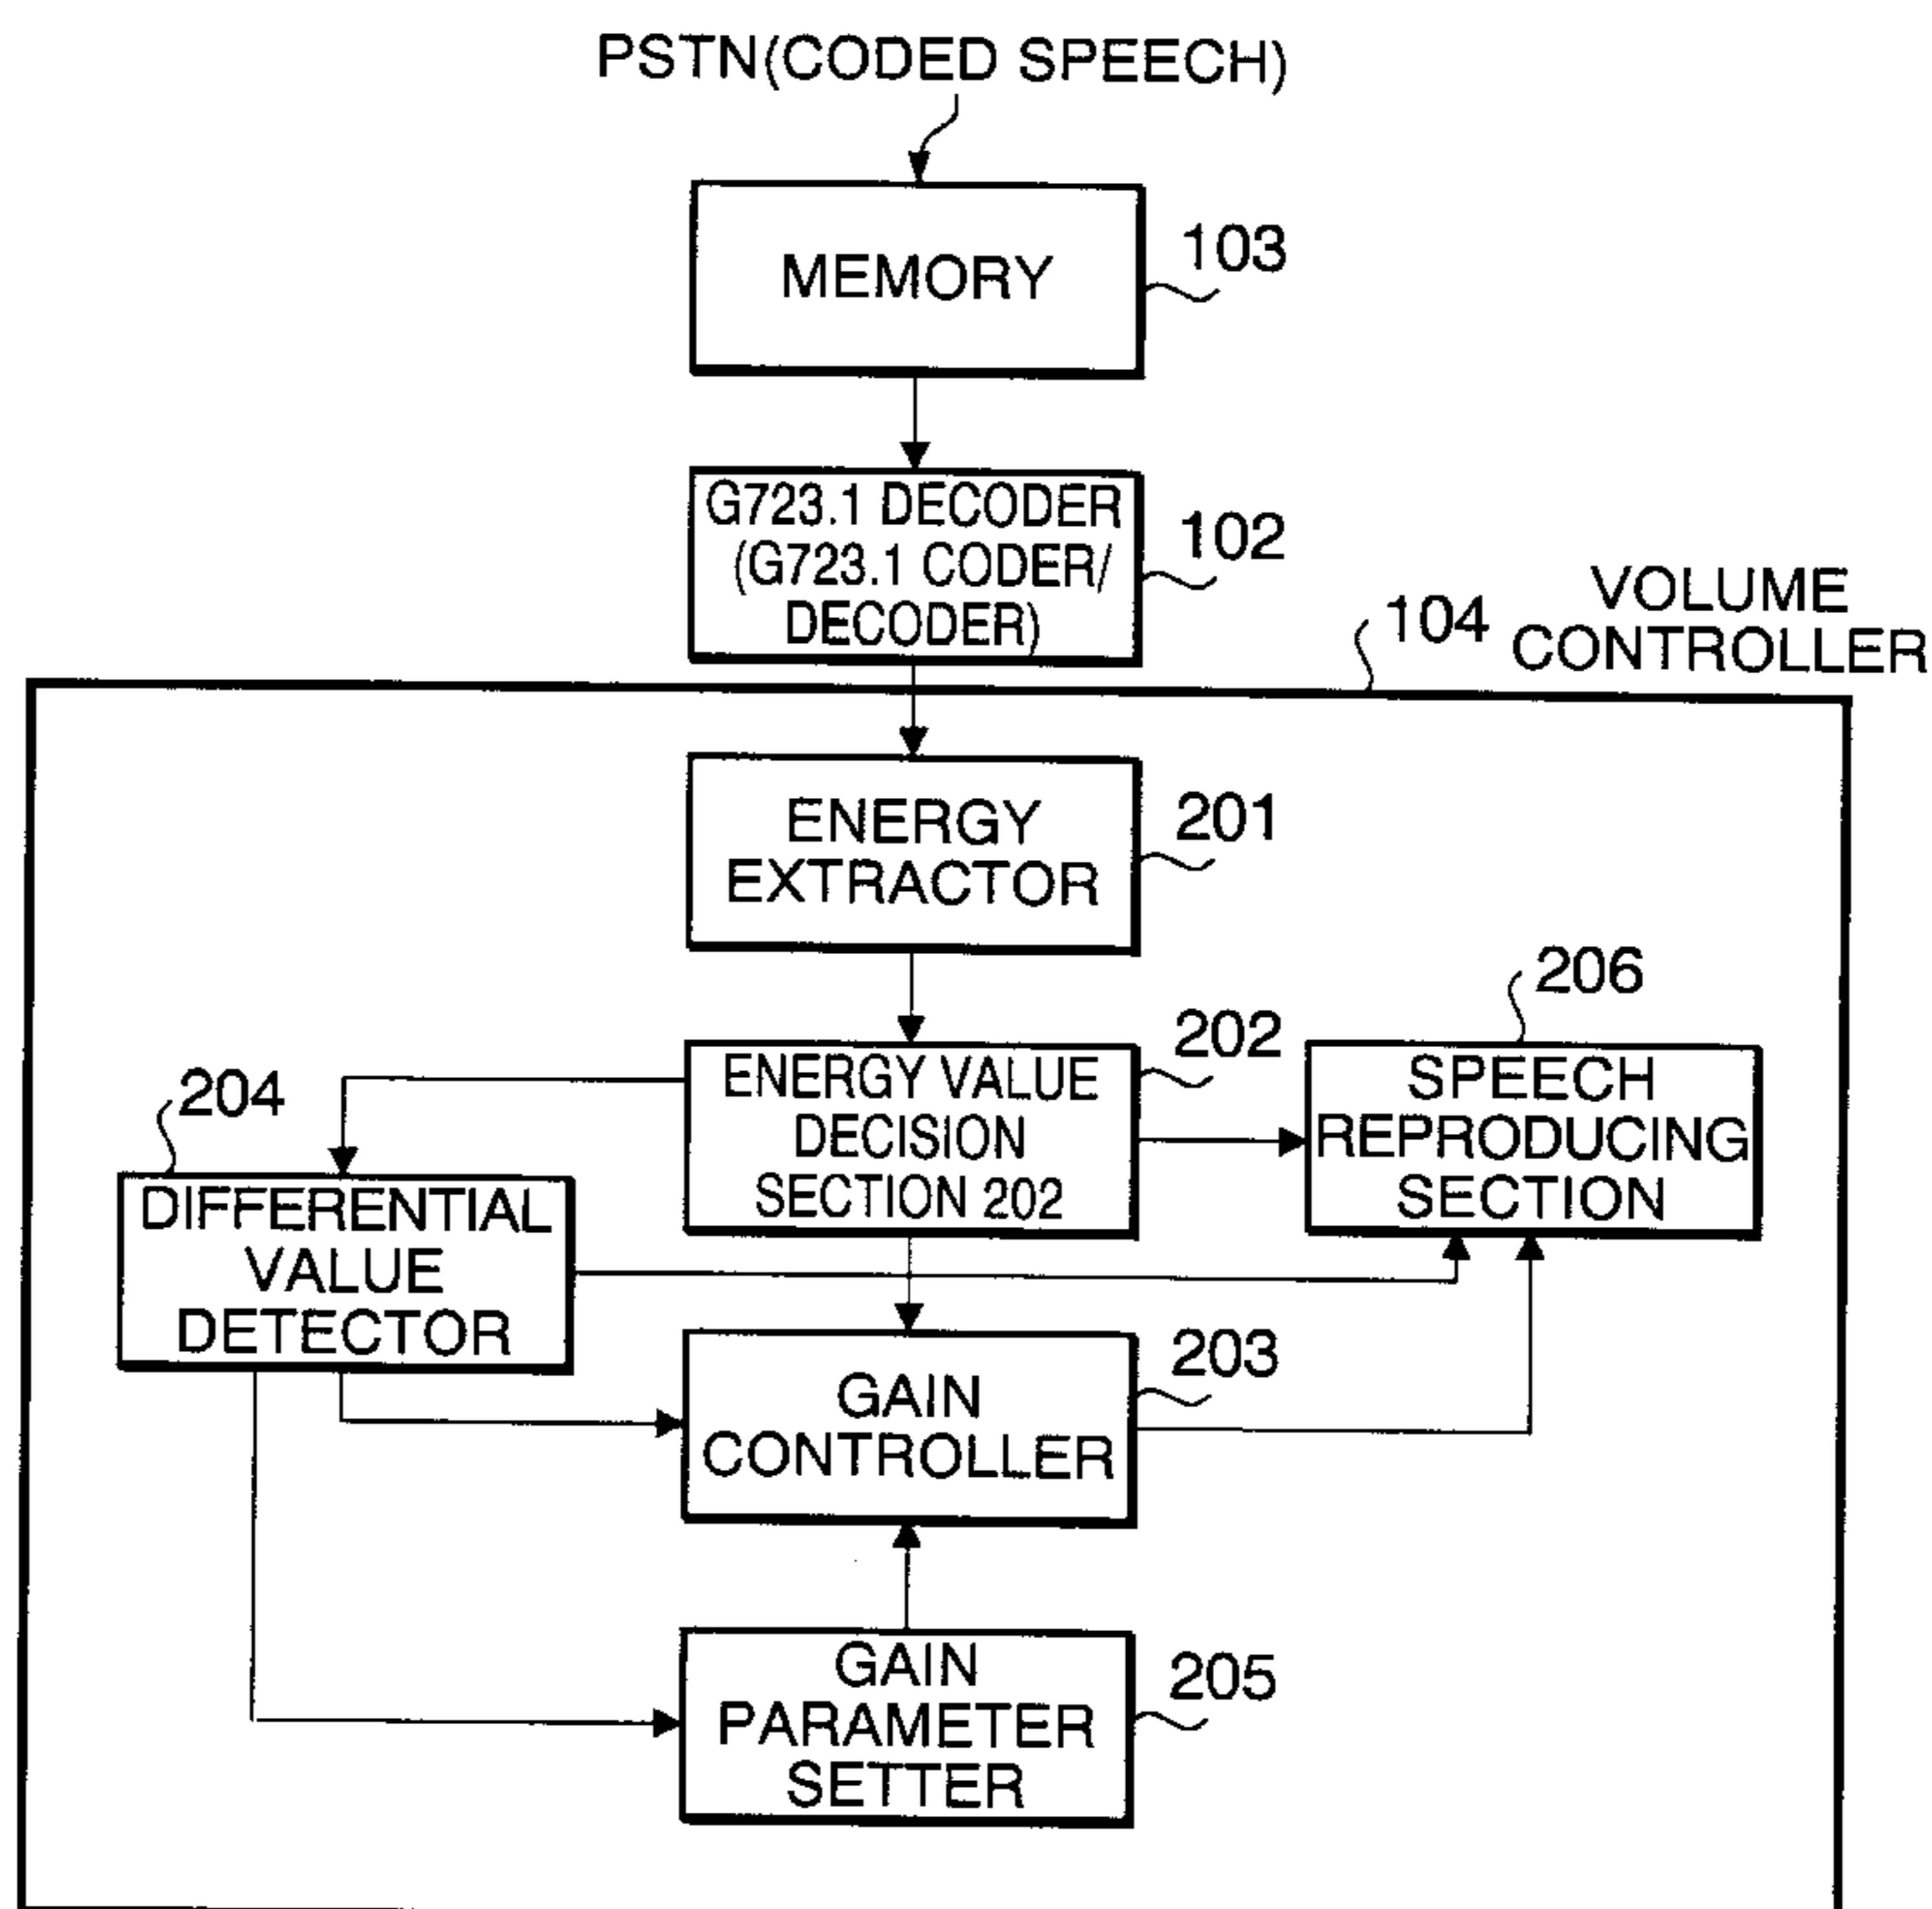 PSTN(CODED SPEECH)
MEMORY
103
G723.1 DECODER
(G723.1 CODER/
DECODER)
102
104
VOLUME
CONTROLLER
ENERGY
EXTRACTOR
201
206
202
ENERGY VALUE
DECISION
SECTION 202
SPEECH
REPRODUCING
SECTION
204
DIFFERENTIAL
VALUE
DETECTOR
203
GAIN
CONTROLLER
GAIN
PARAMETER
SETTER
205